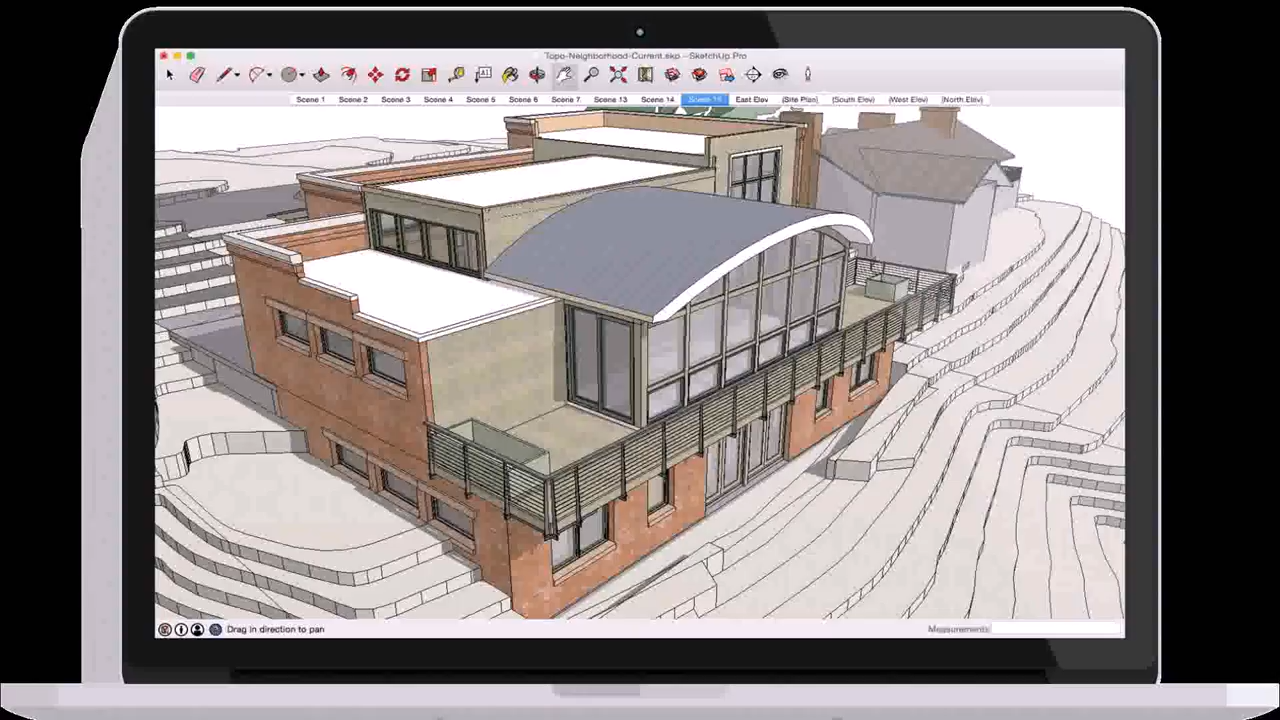 Topo-Neighborhood-Current.skp - SketchUp Pro
A1
Scene 1 Scene 2 Scene 3 Scene 4 Scene 5 Scene 6 Scene 7 Scene 13 Scene 14 East Elev (Site Plan) (South Elev) (West Elev) (North Elev)
Drag in direction to pan Measurements